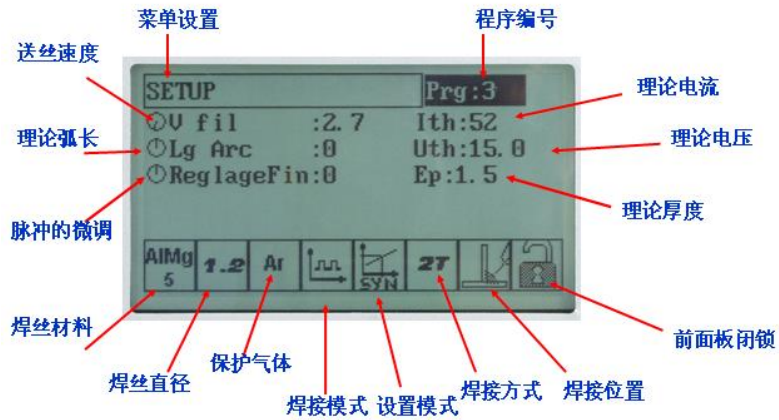 菜单设置
程序编号
送丝速度
SETUP
Prg:3
理论电流
V fil :2.7
Ith:52
理论弧长
Lg Arc :0
Uth:15.0
理论电压
ReglageFin:0
Ep:1.5
理论厚度
脉冲的微调
AlMg 5
1.2
Ar
SYN
2T
焊丝材料
焊丝直径
保护气体
焊接模式
设置模式
焊接方式
焊接位置
前面板闭锁